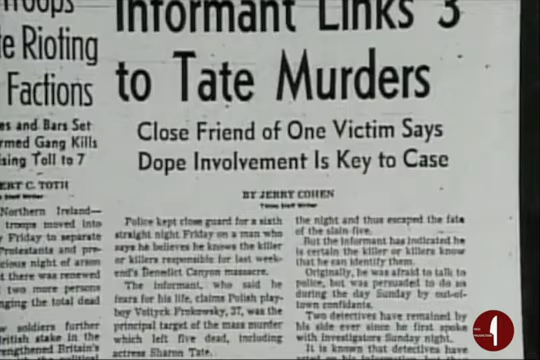 Troops
te Rioting
Factions
es and Bars Set
rmed Gang Kills
ising Toll to 7
ERT C. TOTH
Staff Writer
Northern Ireland—
troops moved into
y Friday to separate
Protestants and pre-
cious night of arson
t there was renewed
two more persons
nging the total dead
w soldiers further
British stake in the
rengthened Britain's
Informant Links 3
to Tate Murders
Close Friend of One Victim Says
Dope Involvement Is Key to Case
BY JERRY COHEN
Times Staff Writer
Police kept close guard for a sixth
straight night Friday on a man who
says he believes he knows the killer
or killers responsible for last week-
end's Benedict Canyon massacre.
The informant, who said he
fears for his life, claims Polish play-
boy Voityck Frokowsky, 37, was the
principal target of the mass murder
which left five dead, including
actress Sharon Tate.
the night and thus escaped the fate
of the slain five.
But the informant has indicated he
is certain the killer or killers know
that he can identify them.
Originally, he was afraid to talk to
police, but was persuaded to do so
during the day Sunday by out-of-
town confidants.
Two detectives have remained by
his side ever since he first spoke
with investigators Sunday night.
It is known that detectives have